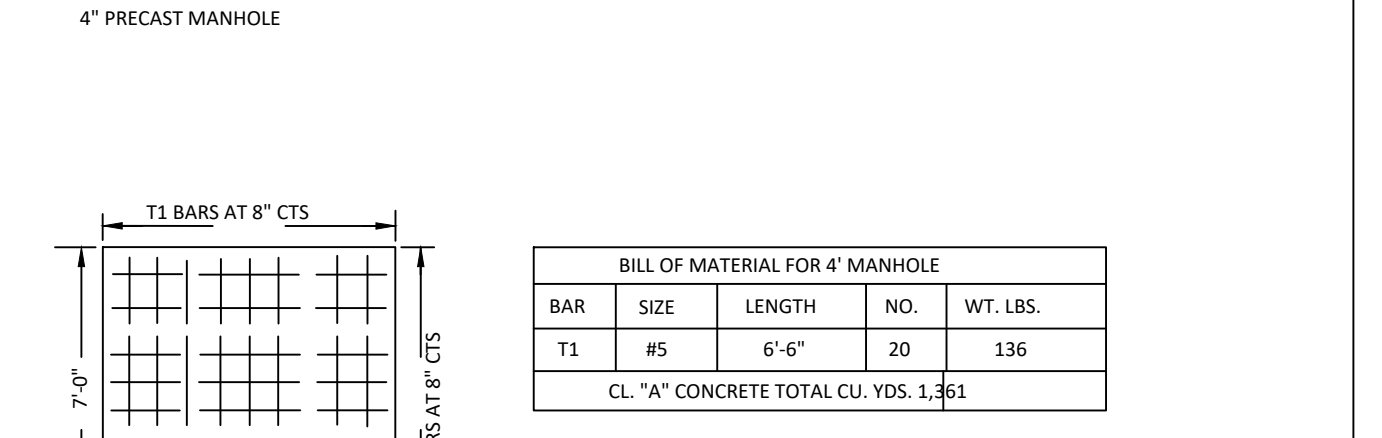 4" PRECAST MANHOLE
T1 BARS AT 8" CTS
7'-0"
RS AT 8" CTS
BILL OF MATERIAL FOR 4' MANHOLE
BAR SIZE LENGTH NO. WT. LBS.
T1 #5 6'-6" 20 136
CL. "A" CONCRETE TOTAL CU. YDS. 1,361